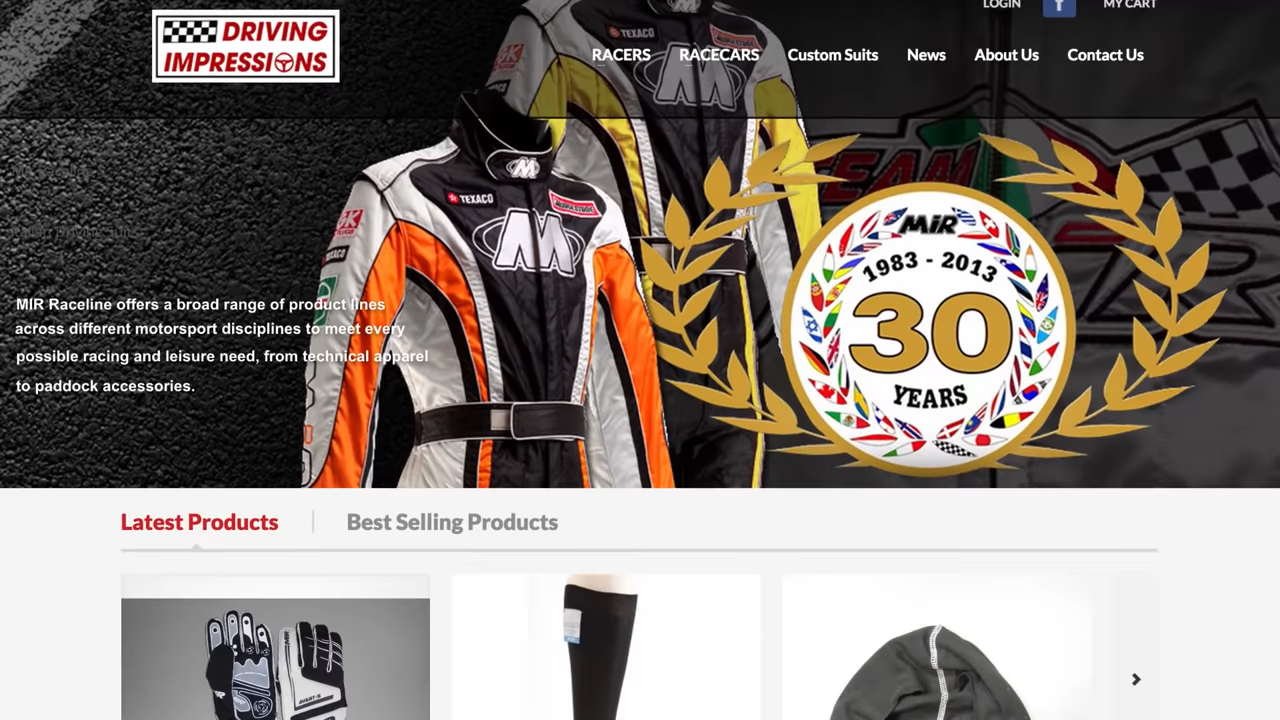 LOGIN
MY CART
DRIVING
IMPRESSIONS
RACERS
RACECARS
Custom Suits
News
About Us
Contact Us
TEXACO
TEXACO
TEAM
MIR
1983 - 2013
30
YEARS
MIR Raceline offers a broad range of product lines
across different motorsport disciplines to meet every
possible racing and leisure need, from technical apparel
to paddock accessories.
Latest Products
Best Selling Products